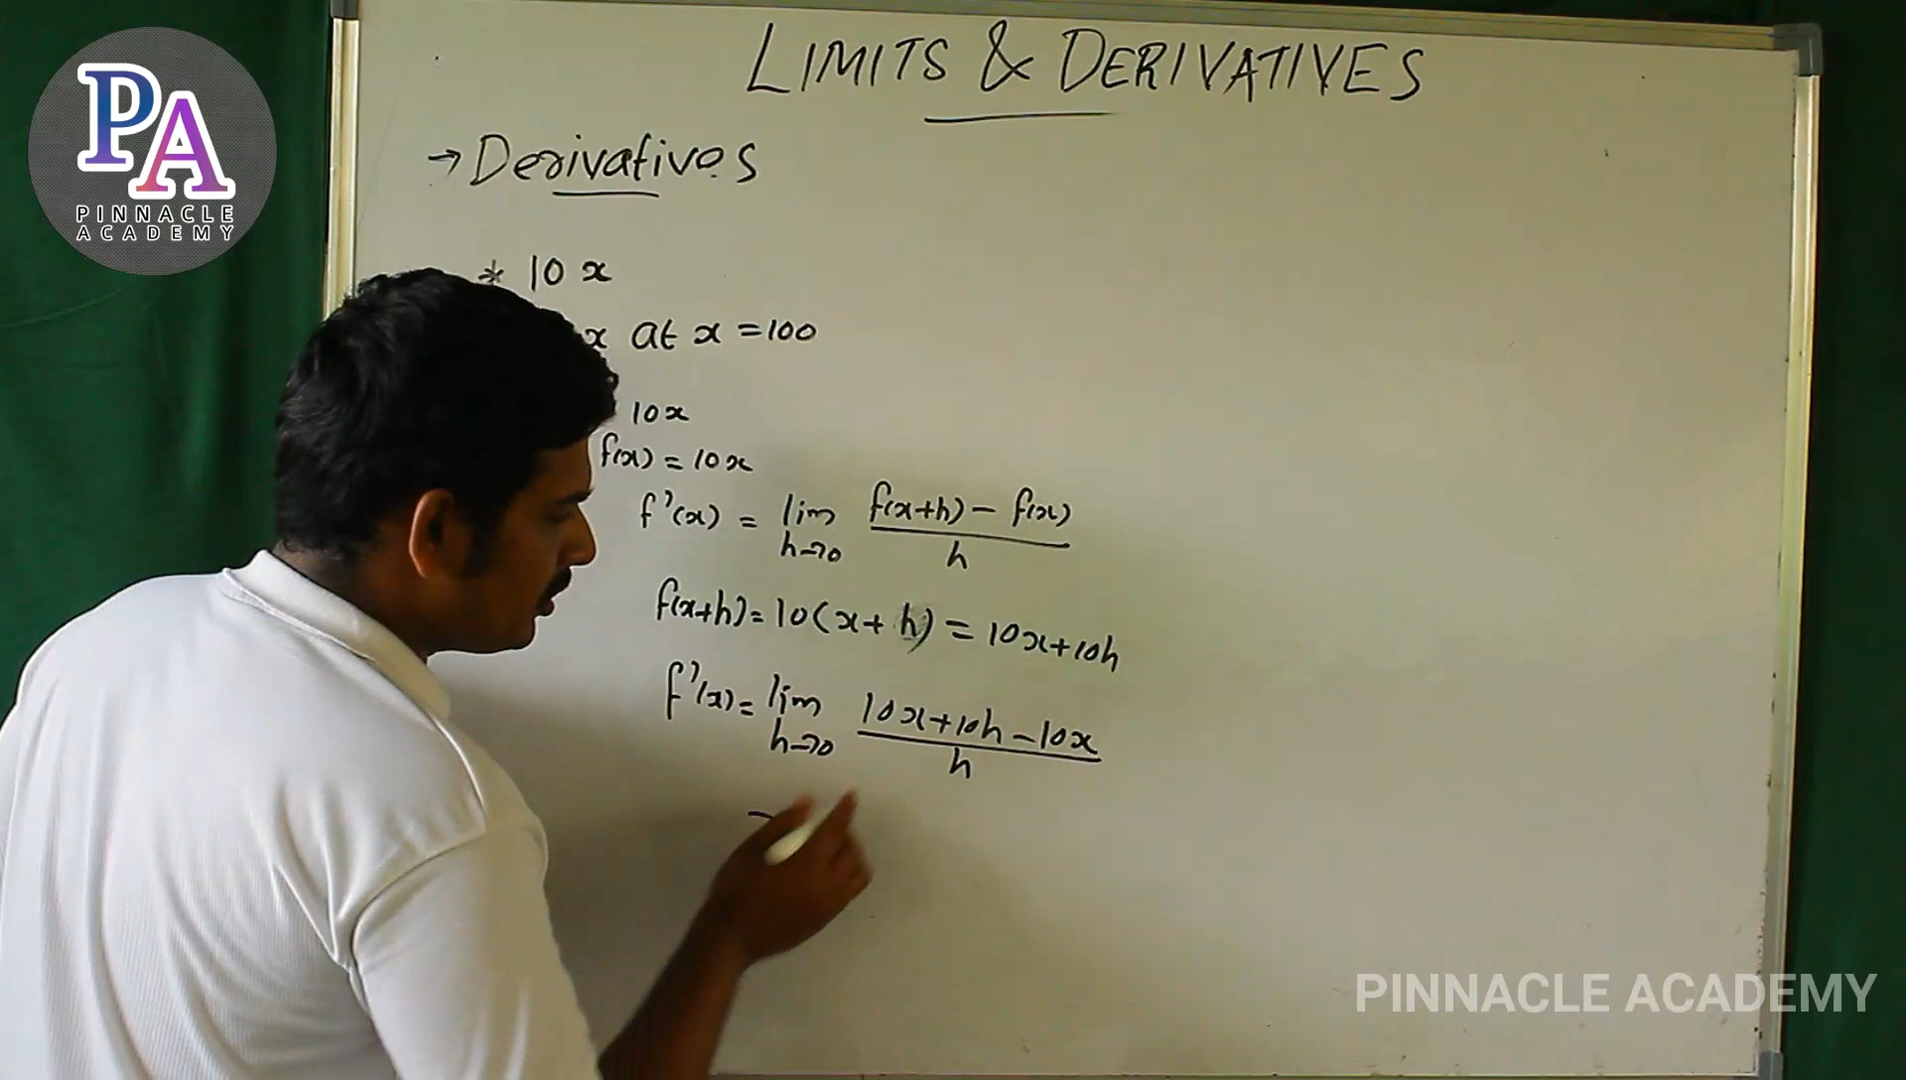 PA
PINNACLE
ACADEMY
LIMITS & DERIVATIVES
→ Derivatives
* 10 x
x at x = 100
10x
f(x) = 10x
f'(x) = lim h→0 f(x+h) - f(x) / h
f(x+h) = 10(x + h) = 10x+10h
f'(x) = lim h→0 10x+10h - 10x / h
PINNACLE ACADEMY